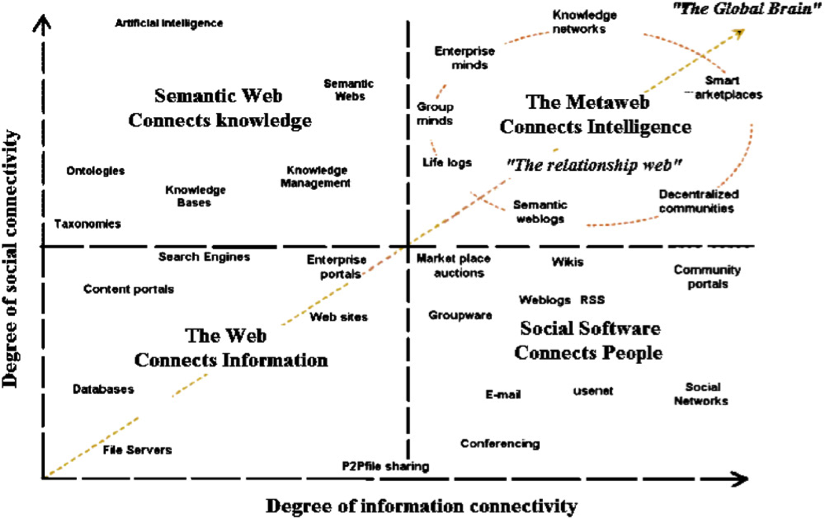 "The Global Brain"
Artificial Intelligence
Knowledge
networks
Enterprise
minds
Semantic
Webs
Smart
arketplaces
Semantic Web
Connects knowledge
Group
minds
The Metaweb
Connects Intelligence
Life logs
"The relationship web"
Ontologies
Knowledge
Management
Knowledge
Bases
Decentralized
communities
Semantic
weblogs
Taxonomies
Degree of social connectivity
Search Engines
Enterprise
portals
Content portals
Web sites
The Web
Connects Information
Databases
File Servers
P2Pfile sharing
Market place
auctions
Wikis
Community
portals
Weblogs RSS
Groupware
Social Software
Connects People
E-mail
usenet
Social
Networks
Conferencing
Degree of information connectivity